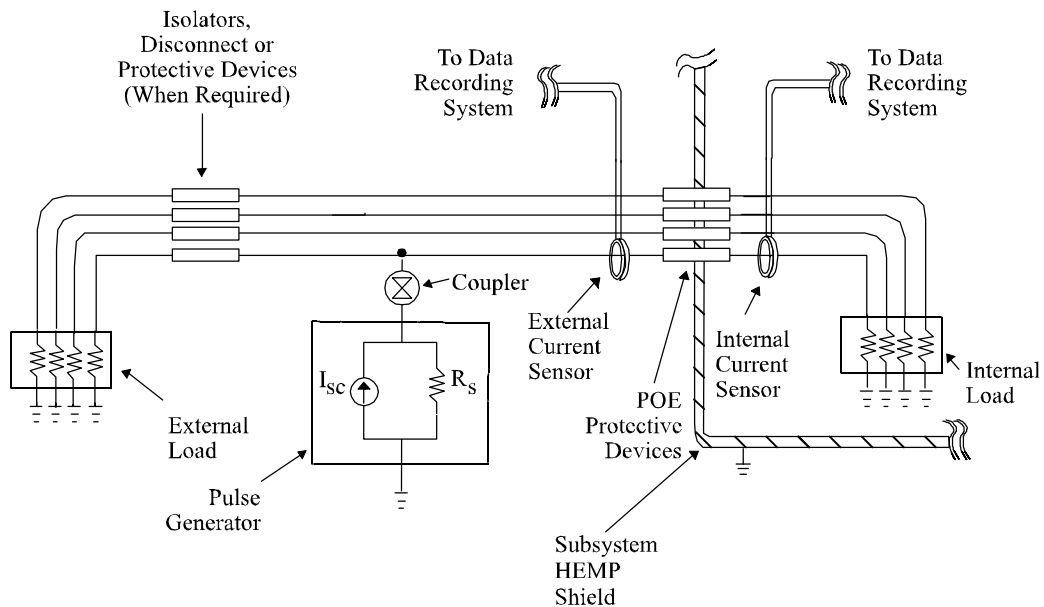 Isolators,
Disconnect or
Protective Devices
(When Required)
To Data
Recording
System
To Data
Recording
System
Coupler
External
Current
Sensor
Internal
Current
Sensor
Isc
Rs
POE
Protective
Devices
Internal
Load
External
Load
Pulse
Generator
Subsystem
HEMP
Shield